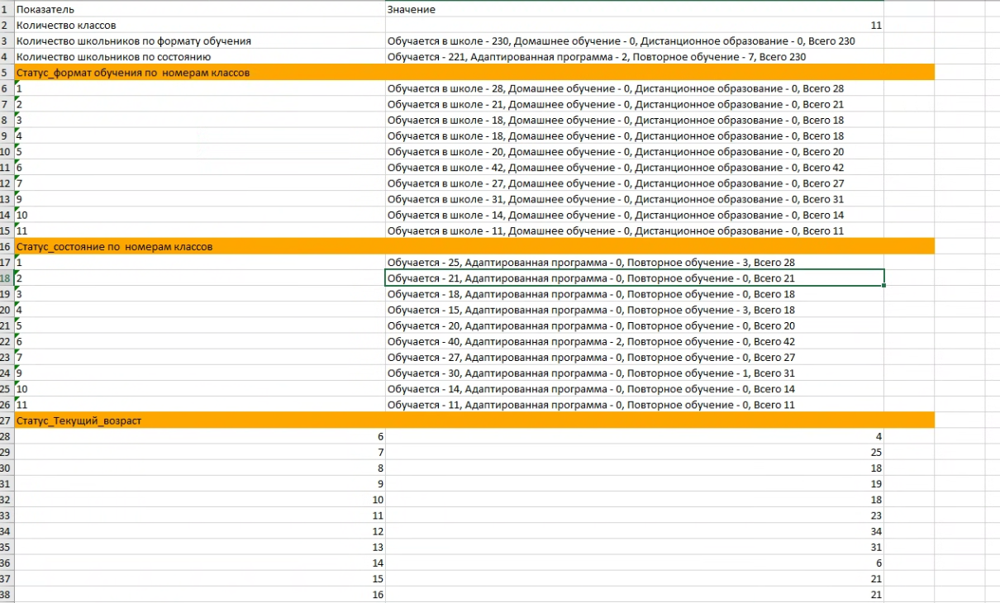 1 Показатель Значение
2 Количество классов 11
3 Количество школьников по формату обучения Обучается в школе - 230, Домашнее обучение - 0, Дистанционное образование - 0, Всего 230
4 Количество школьников по состоянию Обучается - 221, Адаптированная программа - 2, Повторное обучение - 7, Всего 230
5 Статус_формат обучения по  номерам классов
6 1 Обучается в школе - 28, Домашнее обучение - 0, Дистанционное образование - 0, Всего 28
7 2 Обучается в школе - 21, Домашнее обучение - 0, Дистанционное образование - 0, Всего 21
8 3 Обучается в школе - 18, Домашнее обучение - 0, Дистанционное образование - 0, Всего 18
9 4 Обучается в школе - 18, Домашнее обучение - 0, Дистанционное образование - 0, Всего 18
10 5 Обучается в школе - 20, Домашнее обучение - 0, Дистанционное образование - 0, Всего 20
11 6 Обучается в школе - 42, Домашнее обучение - 0, Дистанционное образование - 0, Всего 42
12 7 Обучается в школе - 27, Домашнее обучение - 0, Дистанционное образование - 0, Всего 27
13 9 Обучается в школе - 31, Домашнее обучение - 0, Дистанционное образование - 0, Всего 31
14 10 Обучается в школе - 14, Домашнее обучение - 0, Дистанционное образование - 0, Всего 14
15 11 Обучается в школе - 11, Домашнее обучение - 0, Дистанционное образование - 0, Всего 11
16 Статус_состояние по  номерам классов
17 1 Обучается - 25, Адаптированная программа - 0, Повторное обучение - 3, Всего 28
18 2 Обучается - 21, Адаптированная программа - 0, Повторное обучение - 0, Всего 21
19 3 Обучается - 18, Адаптированная программа - 0, Повторное обучение - 0, Всего 18
20 4 Обучается - 15, Адаптированная программа - 0, Повторное обучение - 3, Всего 18
21 5 Обучается - 20, Адаптированная программа - 0, Повторное обучение - 0, Всего 20
22 6 Обучается - 40, Адаптированная программа - 2, Повторное обучение - 0, Всего 42
23 7 Обучается - 27, Адаптированная программа - 0, Повторное обучение - 0, Всего 27
24 9 Обучается - 30, Адаптированная программа - 0, Повторное обучение - 1, Всего 31
25 10 Обучается - 14, Адаптированная программа - 0, Повторное обучение - 0, Всего 14
26 11 Обучается - 11, Адаптированная программа - 0, Повторное обучение - 0, Всего 11
27 Статус_Текущий_возраст
28 6 4
29 7 25
30 8 18
31 9 19
32 10 18
33 11 23
34 12 34
35 13 31
36 14 6
37 15 21
38 16 21